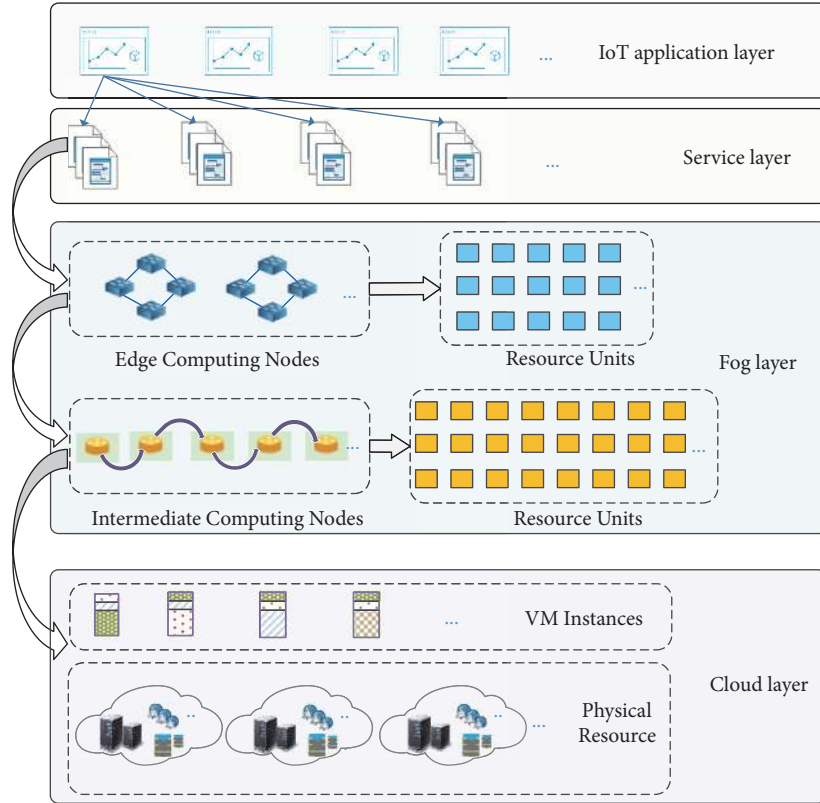 ...
IoT application layer
...
Service layer
...
...
Edge Computing Nodes
Resource Units
Fog layer
...
...
Intermediate Computing Nodes
Resource Units
...
VM Instances
Cloud layer
..
..
..
...
Physical
Resource